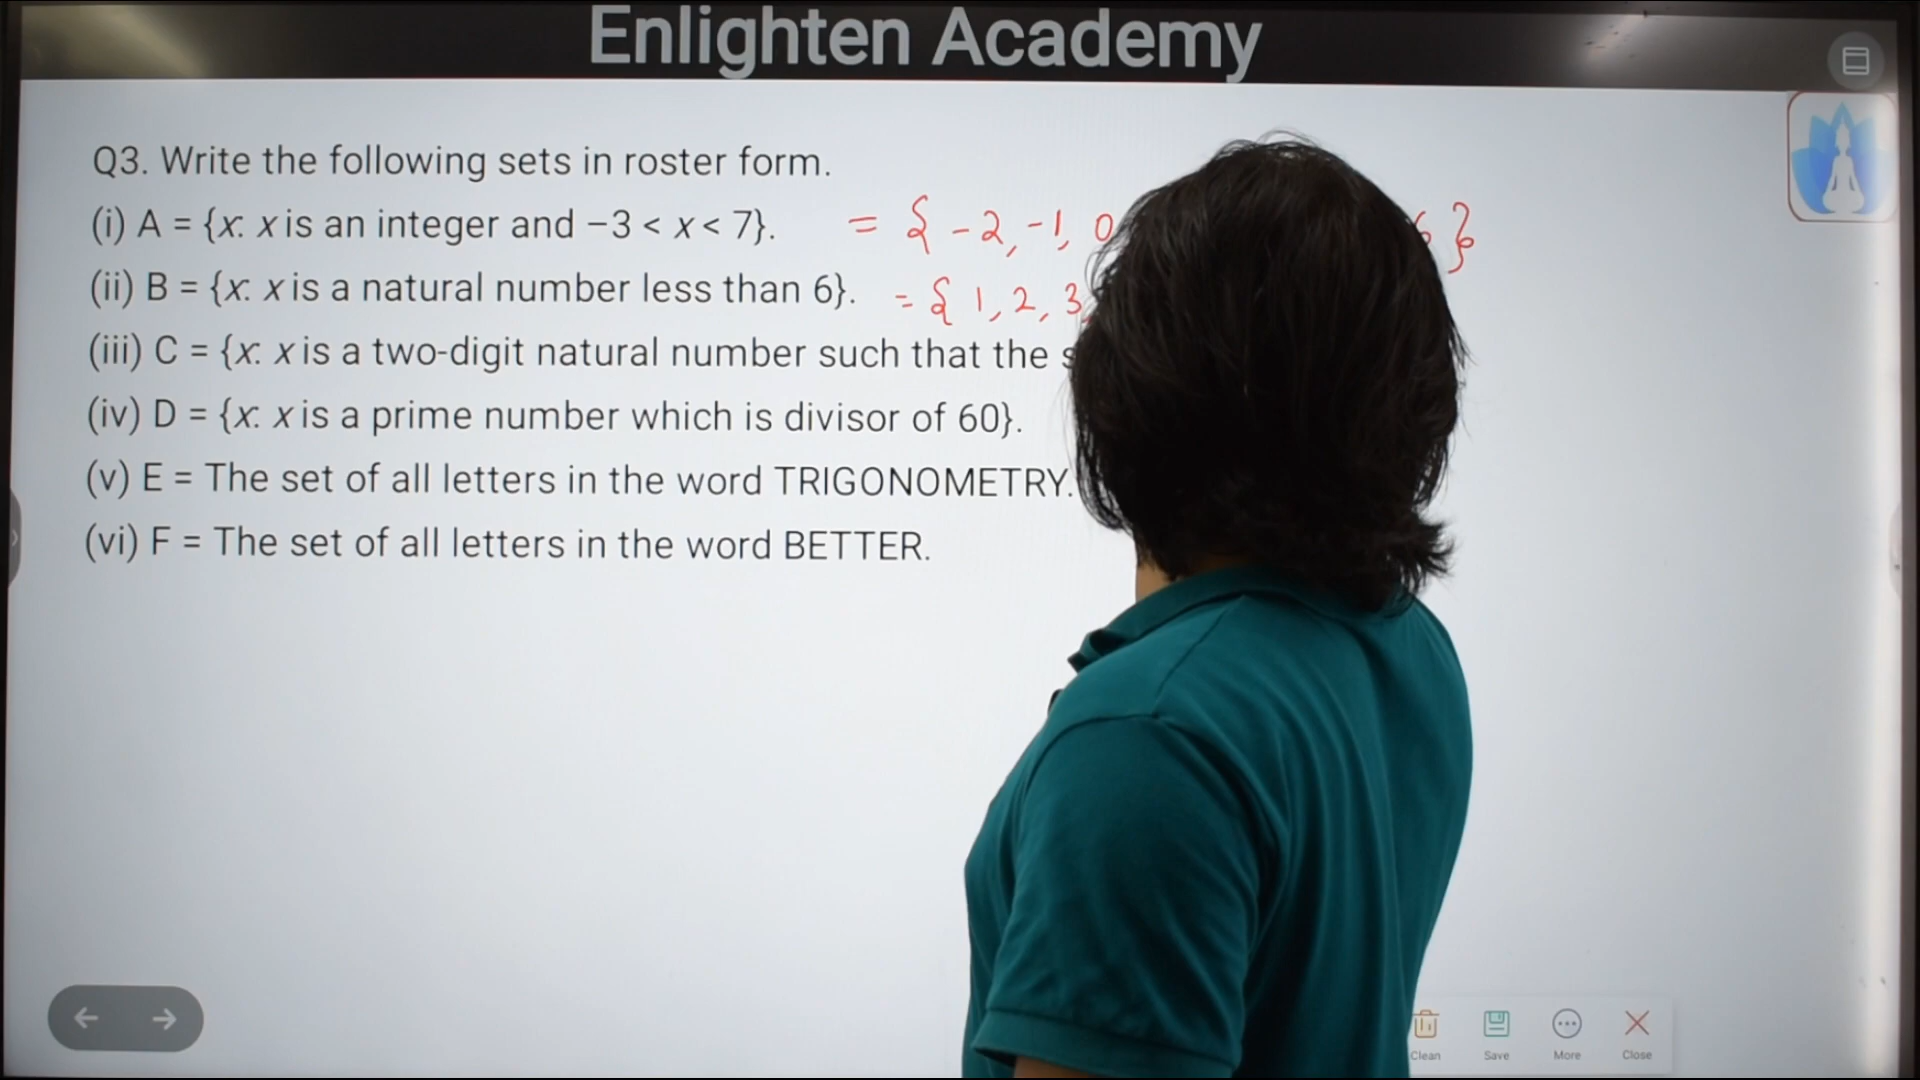 Enlighten Academy
Q3. Write the following sets in roster form.
(i) A = {x: x is an integer and −3 < x < 7}. = { -2, -1, 0 6 }
(ii) B = {x: x is a natural number less than 6}. = { 1, 2, 3,
(iii) C = {x: x is a two-digit natural number such that the
(iv) D = {x: x is a prime number which is divisor of 60}.
(v) E = The set of all letters in the word TRIGONOMETRY.
(vi) F = The set of all letters in the word BETTER.
Clean Save More Close